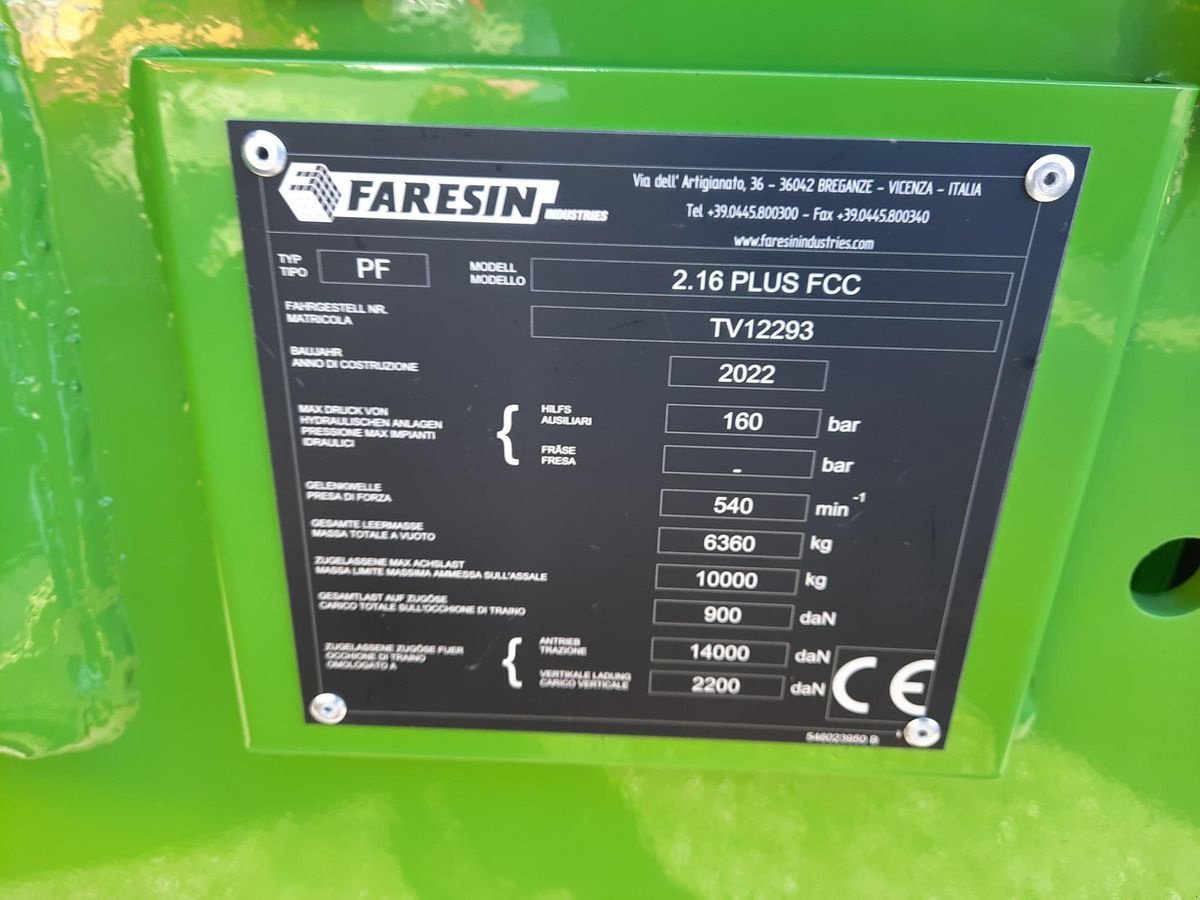 FARESIN INDUSTRIES
Via dell' Artigianato, 36 - 36042 BREGANZE - VICENZA - ITALIA
Tel +39.0445.800300 - Fax +39.0445.800340
www.faresinindustries.com
TYP
TIPO
PF
MODELL
MODELLO
2.16 PLUS FCC
FAHRGESTELL NR.
MATRICOLA
TV12293
BAUJAHR
ANNO DI COSTRUZIONE
2022
MAX DRUCK VON
HYDRAULISCHEN ANLAGEN
PRESSIONE MAX IMPIANTI
IDRAULICI
HILFS
AUSILIARI
160 bar
FRÄSE
FRESA
- bar
GELENKWELLE
PRESA DI FORZA
540 min⁻¹
GESAMTE LEERMASSE
MASSA TOTALE A VUOTO
6360 kg
ZUGELASSENE MAX ACHSLAST
MASSA LIMITE MASSIMA AMMESSA SULL'ASSALE
10000 kg
GESAMTLAST AUF ZUGÖSE
CARICO TOTALE SULL'OCCHIONE DI TRAINO
900 daN
ZUGELASSENE ZUGÖSE FUER
OCCHIONE DI TRAINO
OMOLOGATO A
ANTRIEB
TRAZIONE
14000 daN
VERTIKALE LADUNG
CARICO VERTICALE
2200 daN
CE
546023950 B